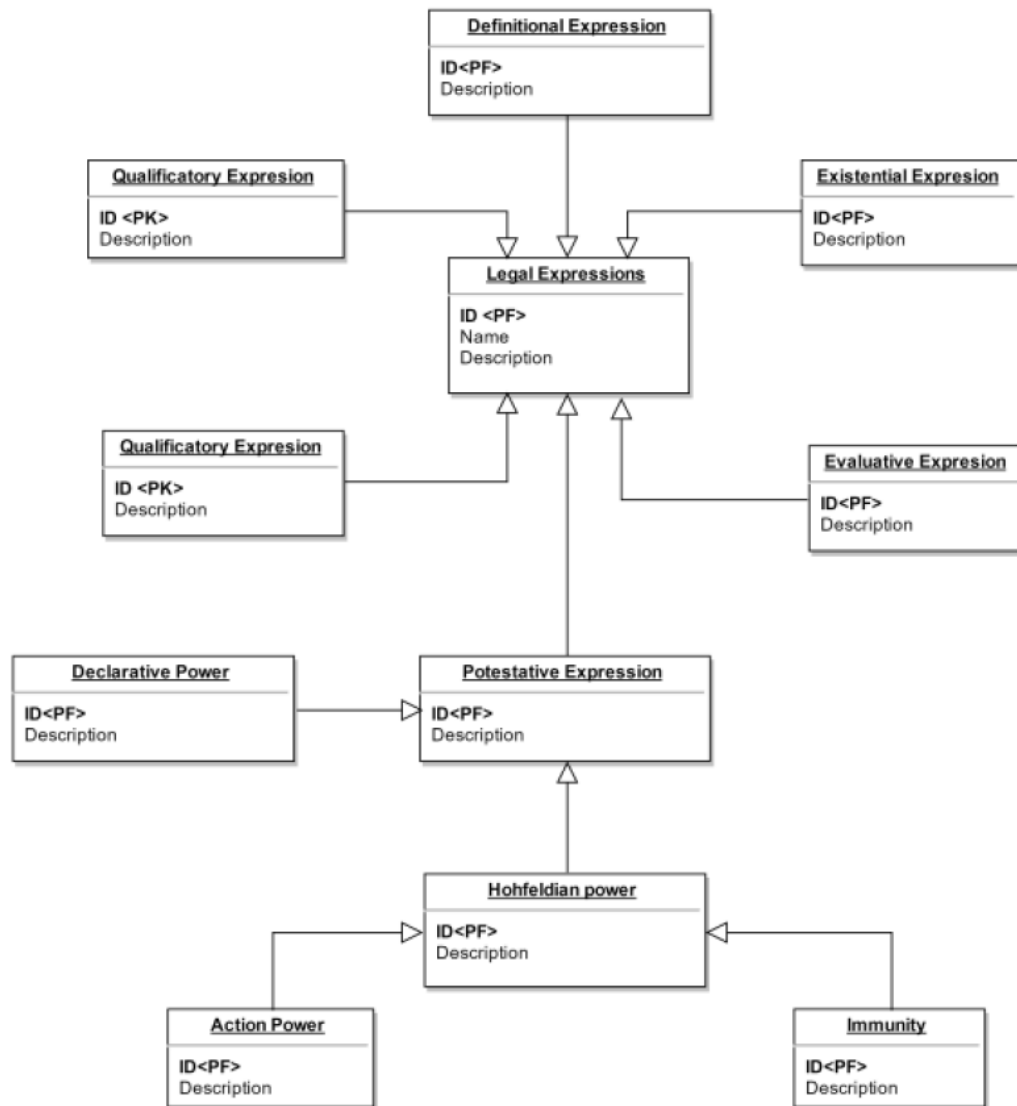 Definitional Expression
ID<PF>
Description
Qualificatory Expresion
ID <PK>
Description
Existential Expresion
ID<PF>
Description
Legal Expressions
ID <PF>
Name
Description
Qualificatory Expresion
ID <PK>
Description
Evaluative Expresion
ID<PF>
Description
Declarative Power
ID<PF>
Description
Potestative Expression
ID<PF>
Description
Hohfeldian power
ID<PF>
Description
Action Power
ID<PF>
Description
Immunity
ID<PF>
Description